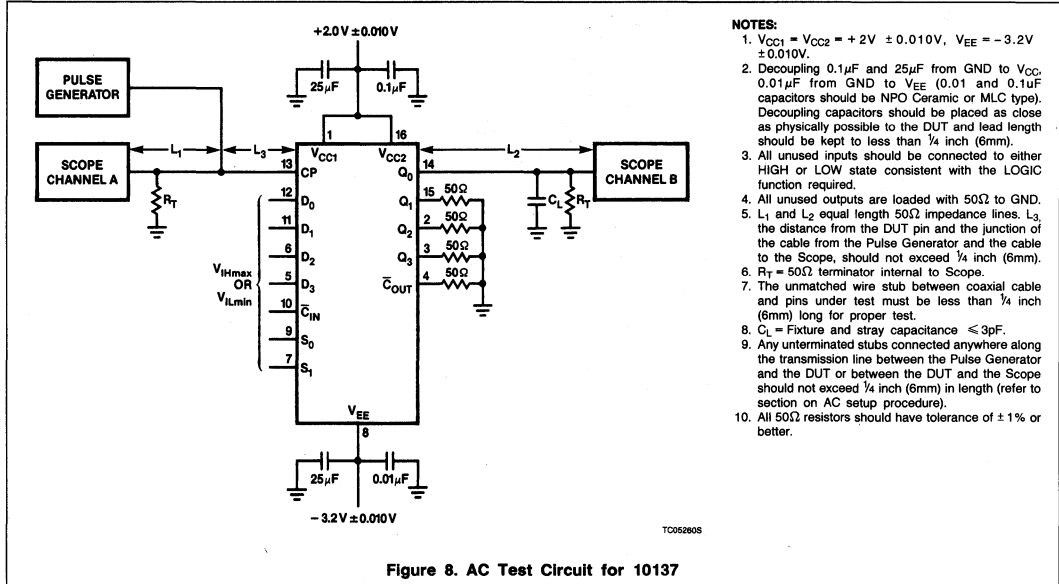 +2.0V ± 0.010V
25μF
0.1μF
PULSE
GENERATOR
SCOPE
CHANNEL A
L1
L3
RT
1
16
VCC1
VCC2
13
CP
12
D0
11
D1
6
D2
5
D3
10
C̅IN
9
S0
7
S1
VIHmax
OR
VILmin
14
Q0
15
Q1
50Ω
2
Q2
50Ω
3
Q3
50Ω
4
C̅OUT
50Ω
L2
CL
RT
SCOPE
CHANNEL B
VEE
8
25μF
0.01μF
−3.2V ± 0.010V
TC05260S
NOTES:
1. VCC1 = VCC2 = +2V ±0.010V, VEE = −3.2V
±0.010V.
2. Decoupling 0.1μF and 25μF from GND to VCC,
0.01μF from GND to VEE (0.01 and 0.1uF
capacitors should be NPO Ceramic or MLC type).
Decoupling capacitors should be placed as close
as physically possible to the DUT and lead length
should be kept to less than 1/4 inch (6mm).
3. All unused inputs should be connected to either
HIGH or LOW state consistent with the LOGIC
function required.
4. All unused outputs are loaded with 50Ω to GND.
5. L1 and L2 equal length 50Ω impedance lines. L3,
the distance from the DUT pin and the junction of
the cable from the Pulse Generator and the cable
to the Scope, should not exceed 1/4 inch (6mm).
6. RT = 50Ω terminator internal to Scope.
7. The unmatched wire stub between coaxial cable
and pins under test must be less than 1/4 inch
(6mm) long for proper test.
8. CL = Fixture and stray capacitance ≤ 3pF.
9. Any unterminated stubs connected anywhere along
the transmission line between the Pulse Generator
and the DUT or between the DUT and the Scope
should not exceed 1/4 inch (6mm) in length (refer to
section on AC setup procedure).
10. All 50Ω resistors should have tolerance of ±1% or
better.
Figure 8. AC Test Circuit for 10137